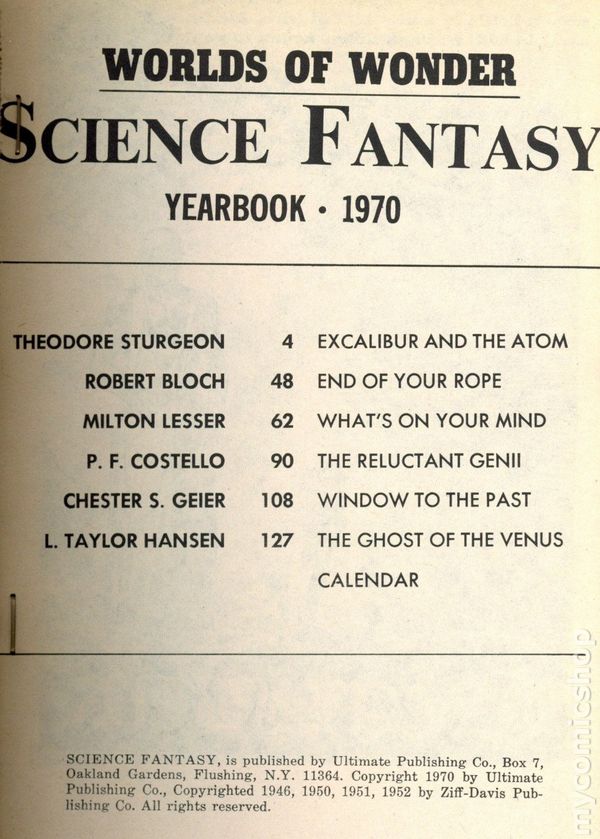 WORLDS OF WONDER
SCIENCE FANTASY
YEARBOOK • 1970
THEODORE STURGEON 4 EXCALIBUR AND THE ATOM
ROBERT BLOCH 48 END OF YOUR ROPE
MILTON LESSER 62 WHAT'S ON YOUR MIND
P. F. COSTELLO 90 THE RELUCTANT GENII
CHESTER S. GEIER 108 WINDOW TO THE PAST
L. TAYLOR HANSEN 127 THE GHOST OF THE VENUS
CALENDAR
SCIENCE FANTASY, is published by Ultimate Publishing Co., Box 7,
Oakland Gardens, Flushing, N.Y. 11364. Copyright 1970 by Ultimate
Publishing Co., Copyrighted 1946, 1950, 1951, 1952 by Ziff-Davis Pub-
lishing Co. All rights reserved.
mycomicshop